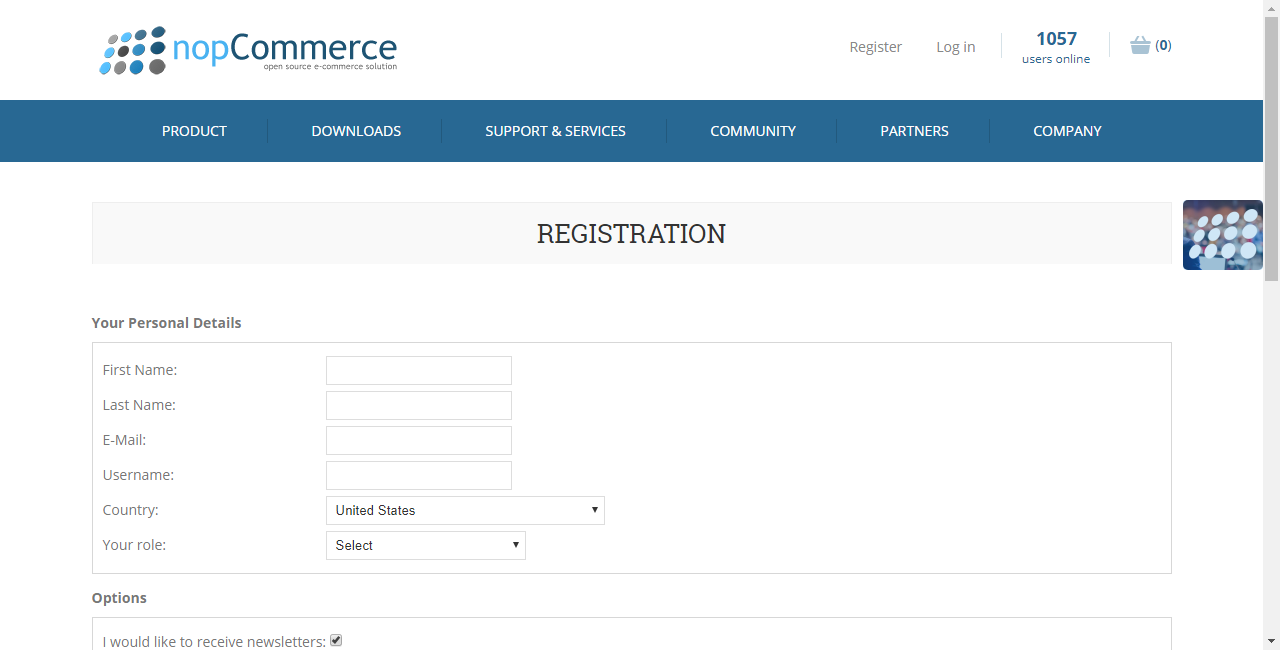 nopCommerce
open source e-commerce solution
Register
Log in
1057
users online
(0)
PRODUCT
DOWNLOADS
SUPPORT & SERVICES
COMMUNITY
PARTNERS
COMPANY
REGISTRATION
Your Personal Details
First Name:
Last Name:
E-Mail:
Username:
Country:
United States
Your role:
Select
Options
I would like to receive newsletters: